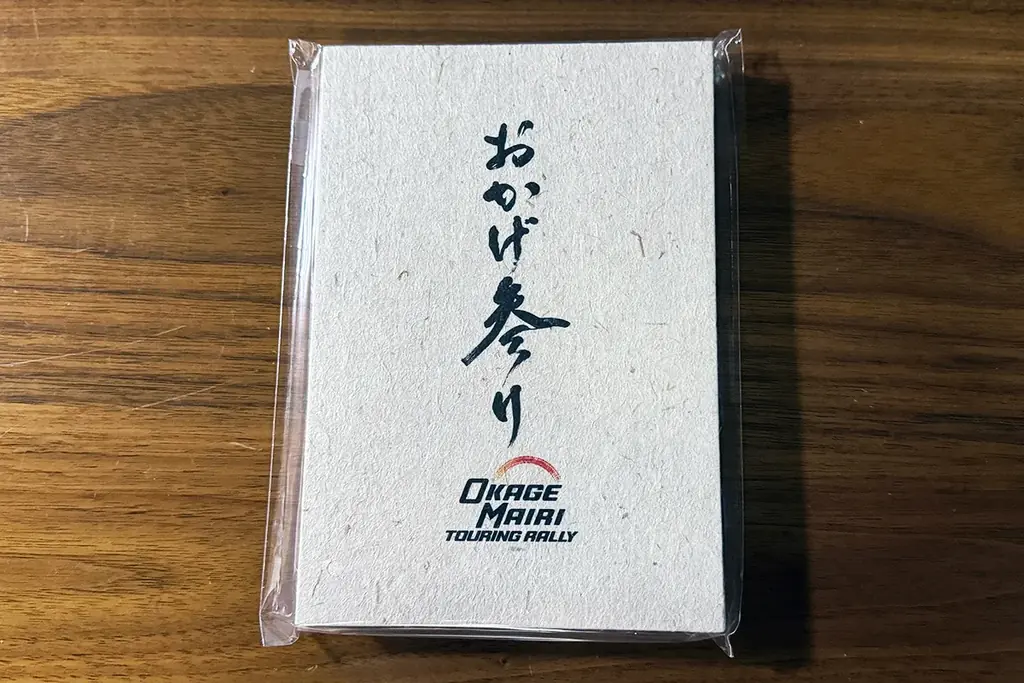 おかげ参り
OKAGE
MAIRI
TOURING RALLY